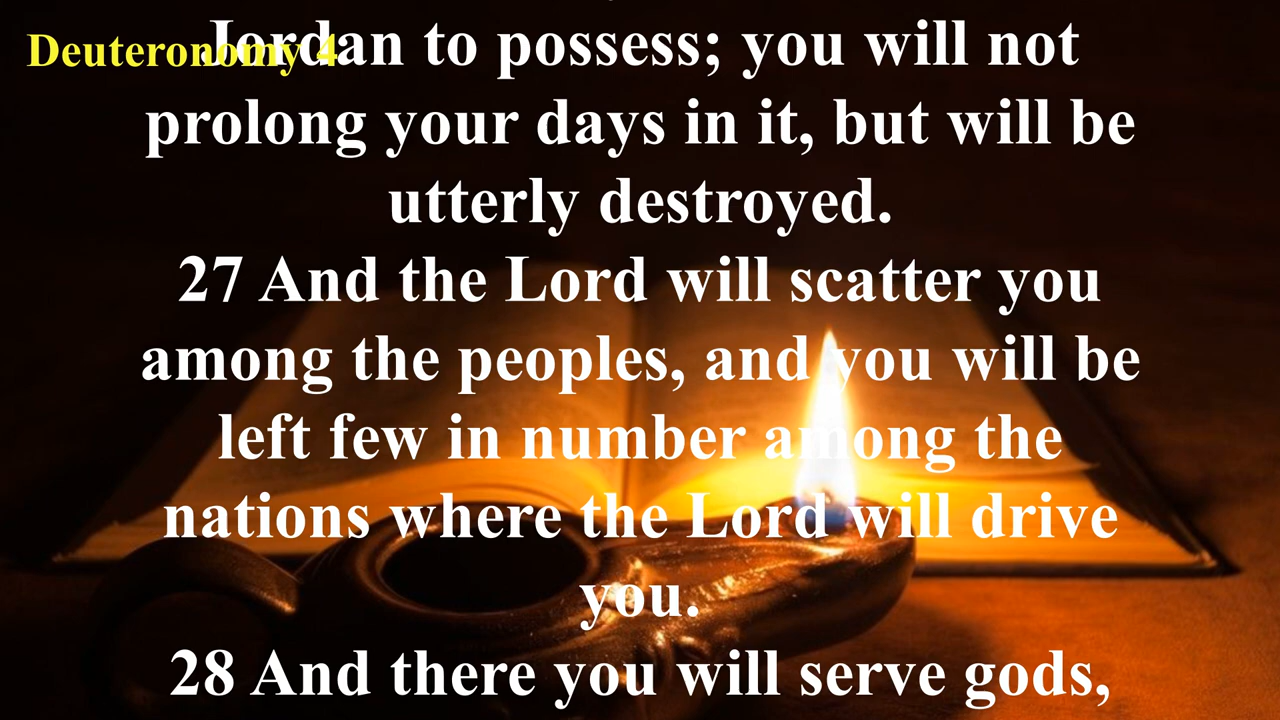 Deuteronomy 4
Jordan to possess; you will not
prolong your days in it, but will be
utterly destroyed.
27 And the Lord will scatter you
among the peoples, and you will be
left few in number among the
nations where the Lord will drive
you.
28 And there you will serve gods,